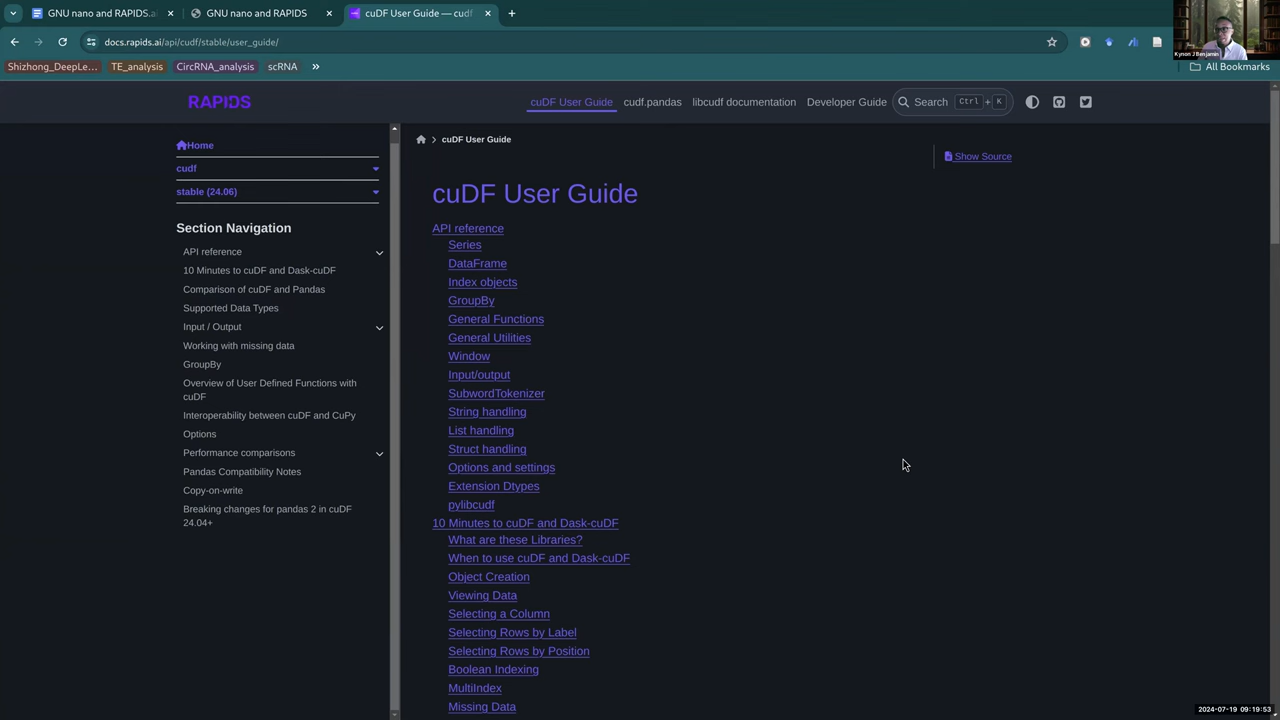 GNU nano and RAPIDS.a
GNU nano and RAPIDS
cuDF User Guide — cudf
docs.rapids.ai/api/cudf/stable/user_guide/
Shizhong_DeepLe...
TE_analysis
CircRNA_analysis
scRNA
All Bookmarks
Kynon J Benjamin
RAPIDS
cuDF User Guide
cudf.pandas
libcudf documentation
Developer Guide
Search Ctrl + K
Home
cudf
stable (24.06)
Section Navigation
API reference
10 Minutes to cuDF and Dask-cuDF
Comparison of cuDF and Pandas
Supported Data Types
Input / Output
Working with missing data
GroupBy
Overview of User Defined Functions with
cuDF
Interoperability between cuDF and CuPy
Options
Performance comparisons
Pandas Compatibility Notes
Copy-on-write
Breaking changes for pandas 2 in cuDF
24.04+
cuDF User Guide
Show Source
cuDF User Guide
API reference
Series
DataFrame
Index objects
GroupBy
General Functions
General Utilities
Window
Input/output
SubwordTokenizer
String handling
List handling
Struct handling
Options and settings
Extension Dtypes
pylibcudf
10 Minutes to cuDF and Dask-cuDF
What are these Libraries?
When to use cuDF and Dask-cuDF
Object Creation
Viewing Data
Selecting a Column
Selecting Rows by Label
Selecting Rows by Position
Boolean Indexing
MultiIndex
Missing Data
2024-07-19 09:19:53